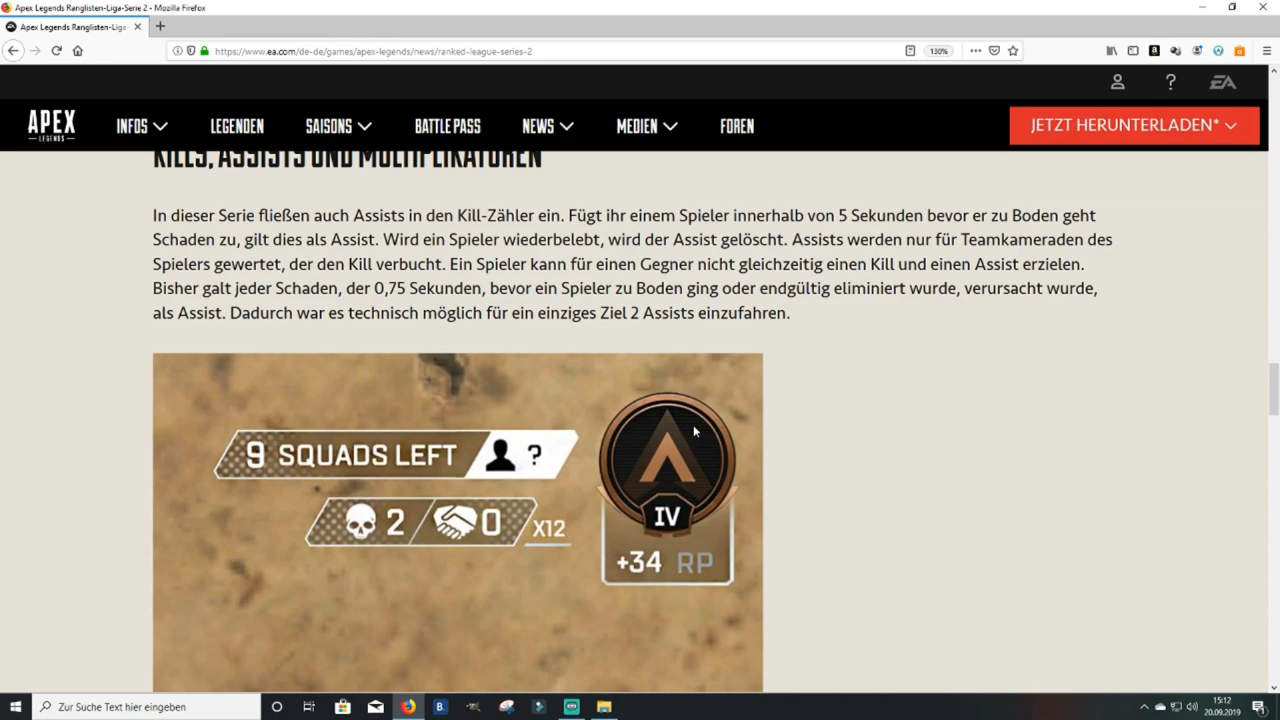 Apex Legends Ranglisten-Liga-Serie 2 - Mozilla Firefox
Apex Legends Ranglisten-Liga-
https://www.ea.com/de-de/games/apex-legends/news/ranked-league-series-2
130%
EA
APEX
LEGENDS
INFOS
LEGENDEN
SAISONS
BATTLE PASS
NEWS
MEDIEN
FOREN
JETZT HERUNTERLADEN*
KILLS, ASSISTS UND MULTIPLIKATOREN
In dieser Serie fließen auch Assists in den Kill-Zähler ein. Fügt ihr einem Spieler innerhalb von 5 Sekunden bevor er zu Boden geht
Schaden zu, gilt dies als Assist. Wird ein Spieler wiederbelebt, wird der Assist gelöscht. Assists werden nur für Teamkameraden des
Spielers gewertet, der den Kill verbucht. Ein Spieler kann für einen Gegner nicht gleichzeitig einen Kill und einen Assist erzielen.
Bisher galt jeder Schaden, der 0,75 Sekunden, bevor ein Spieler zu Boden ging oder endgültig eliminiert wurde, verursacht wurde,
als Assist. Dadurch war es technisch möglich für ein einziges Ziel 2 Assists einzufahren.
9 SQUADS LEFT ?
2 0 X12
IV
+34 RP
Zur Suche Text hier eingeben
15:12
20.09.2019